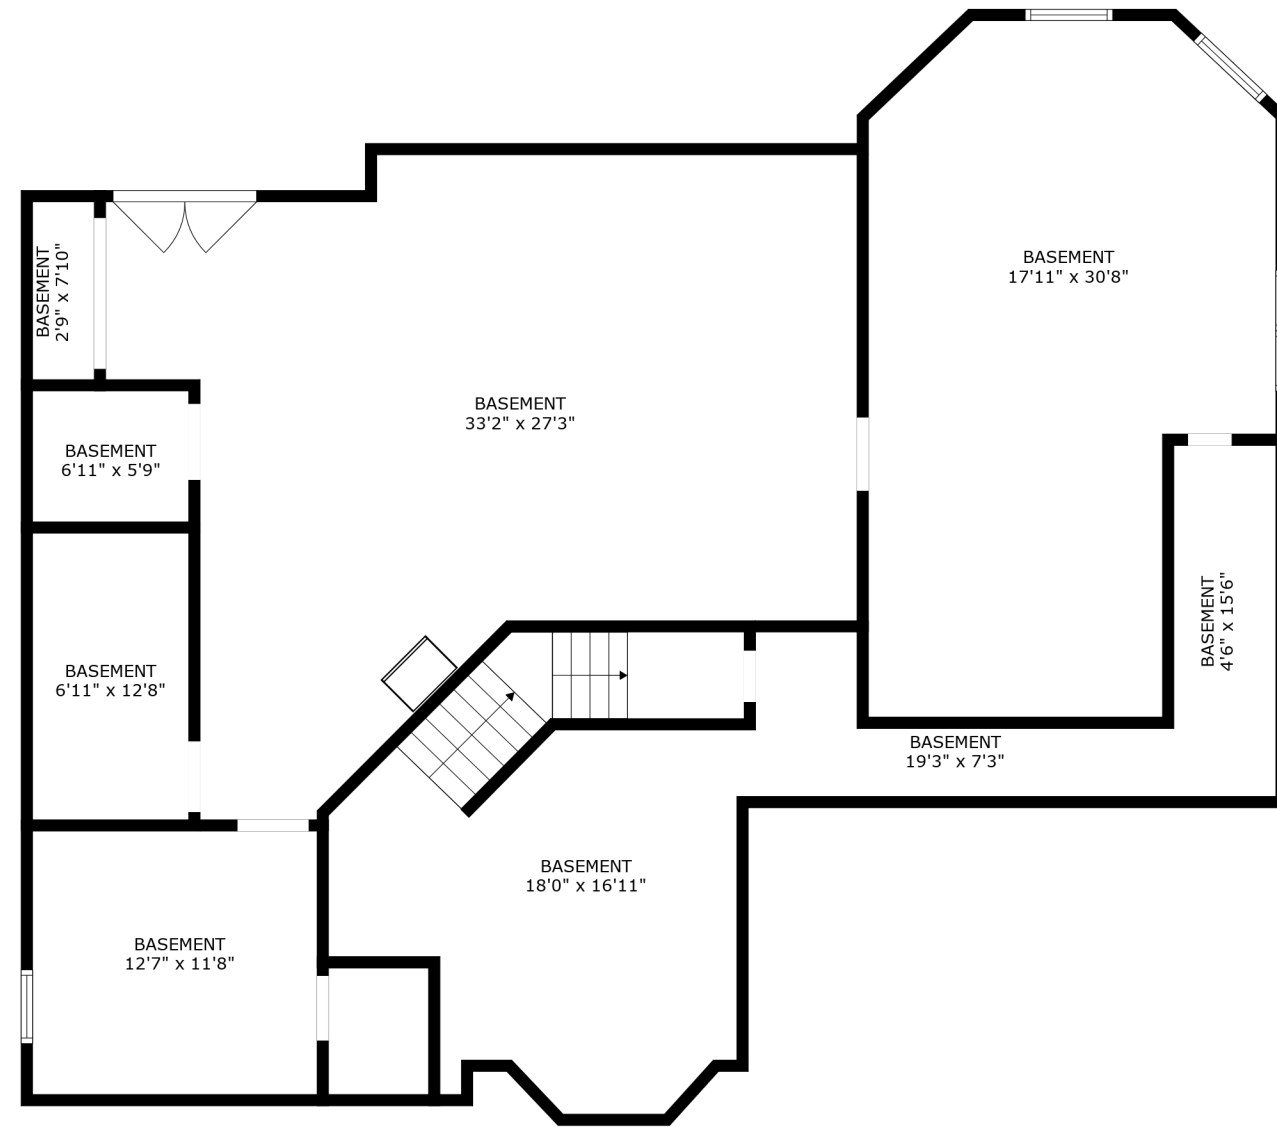 BASEMENT
17'11" x 30'8"
BASEMENT
2'9" x 7'10"
BASEMENT
33'2" x 27'3"
BASEMENT
6'11" x 5'9"
BASEMENT
4'6" x 15'6"
BASEMENT
6'11" x 12'8"
BASEMENT
19'3" x 7'3"
BASEMENT
18'0" x 16'11"
BASEMENT
12'7" x 11'8"